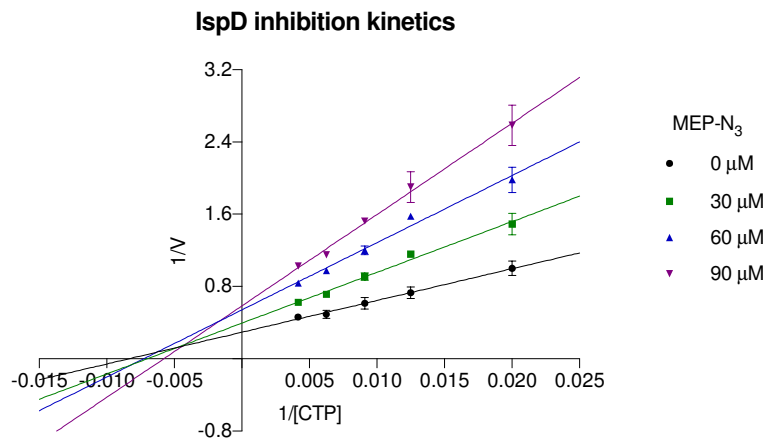 IspD inhibition kinetics
3.2
2.4
1.6
0.8
-0.8
1/V
-0.015 -0.010 -0.005 0.005 0.010 0.015 0.020 0.025
1/[CTP]
MEP-N₃
0 μM
30 μM
60 μM
90 μM